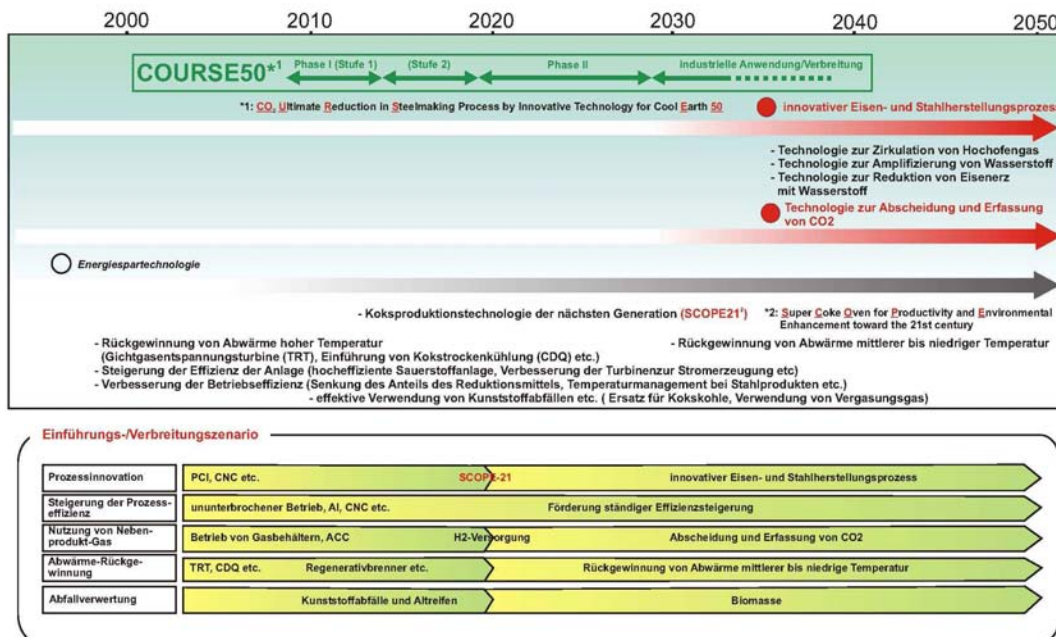 2000 2010 2020 2030 2040 2050
COURSE50*1 Phase I (Stufe 1) (Stufe 2) Phase II industrielle Anwendung/Verbreitung
*1: CO2 Ultimate Reduction in Steelmaking Process by Innovative Technology for Cool Earth 50
innovativer Eisen- und Stahlherstellungsprozess
- Technologie zur Zirkulation von Hochofengas
- Technologie zur Amplifizierung von Wasserstoff
- Technologie zur Reduktion von Eisenerz
mit Wasserstoff
Technologie zur Abscheidung und Erfassung
von CO2
Energiespartechnologie
- Koksproduktionstechnologie der nächsten Generation (SCOPE21²)
*2: Super Coke Oven for Productivity and Environmental
Enhancement toward the 21st century
- Rückgewinnung von Abwärme hoher Temperatur
(Gichtgasentspannungsturbine (TRT), Einführung von Kokstrockenkühlung (CDQ) etc.)
- Rückgewinnung von Abwärme mittlerer bis niedriger Temperatur
- Steigerung der Effizienz der Anlage (hocheffiziente Sauerstoffanlage, Verbesserung der Turbinenzur Stromerzeugung etc)
- Verbesserung der Betriebseffizienz (Senkung des Anteils des Reduktionsmittels, Temperaturmanagement bei Stahlprodukten etc.)
- effektive Verwendung von Kunststoffabfällen etc. ( Ersatz für Kokskohle, Verwendung von Vergasungsgas)
Einführungs-/Verbreitungszenario
Prozessinnovation PCI, CNC etc. SCOPE-21 innovativer Eisen- und Stahlherstellungsprozess
Steigerung der Prozess-
effizienz
ununterbrochener Betrieb, AI, CNC etc. Förderung ständiger Effizienzsteigerung
Nutzung von Neben-
produkt-Gas
Betrieb von Gasbehältern, ACC H2-Versorgung Abscheidung und Erfassung von CO2
Abwärme-Rückge-
winnung
TRT, CDQ etc. Regenerativbrenner etc. Rückgewinnung von Abwärme mittlerer bis niedrige Temperatur
Abfallverwertung Kunststoffabfälle und Altreifen Biomasse